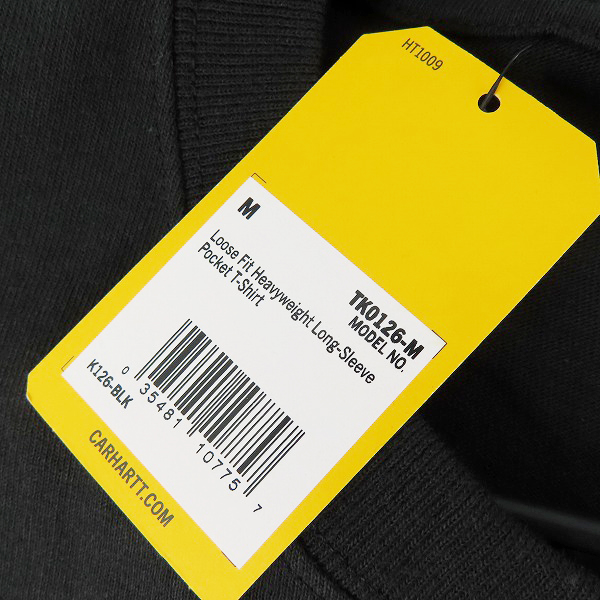 HT1009
M
TK0126-M
MODEL NO.
Loose Fit Heavyweight Long-Sleeve
Pocket T-Shirt
K126-BLK
0 35481 10775 7
CARHARTT.COM